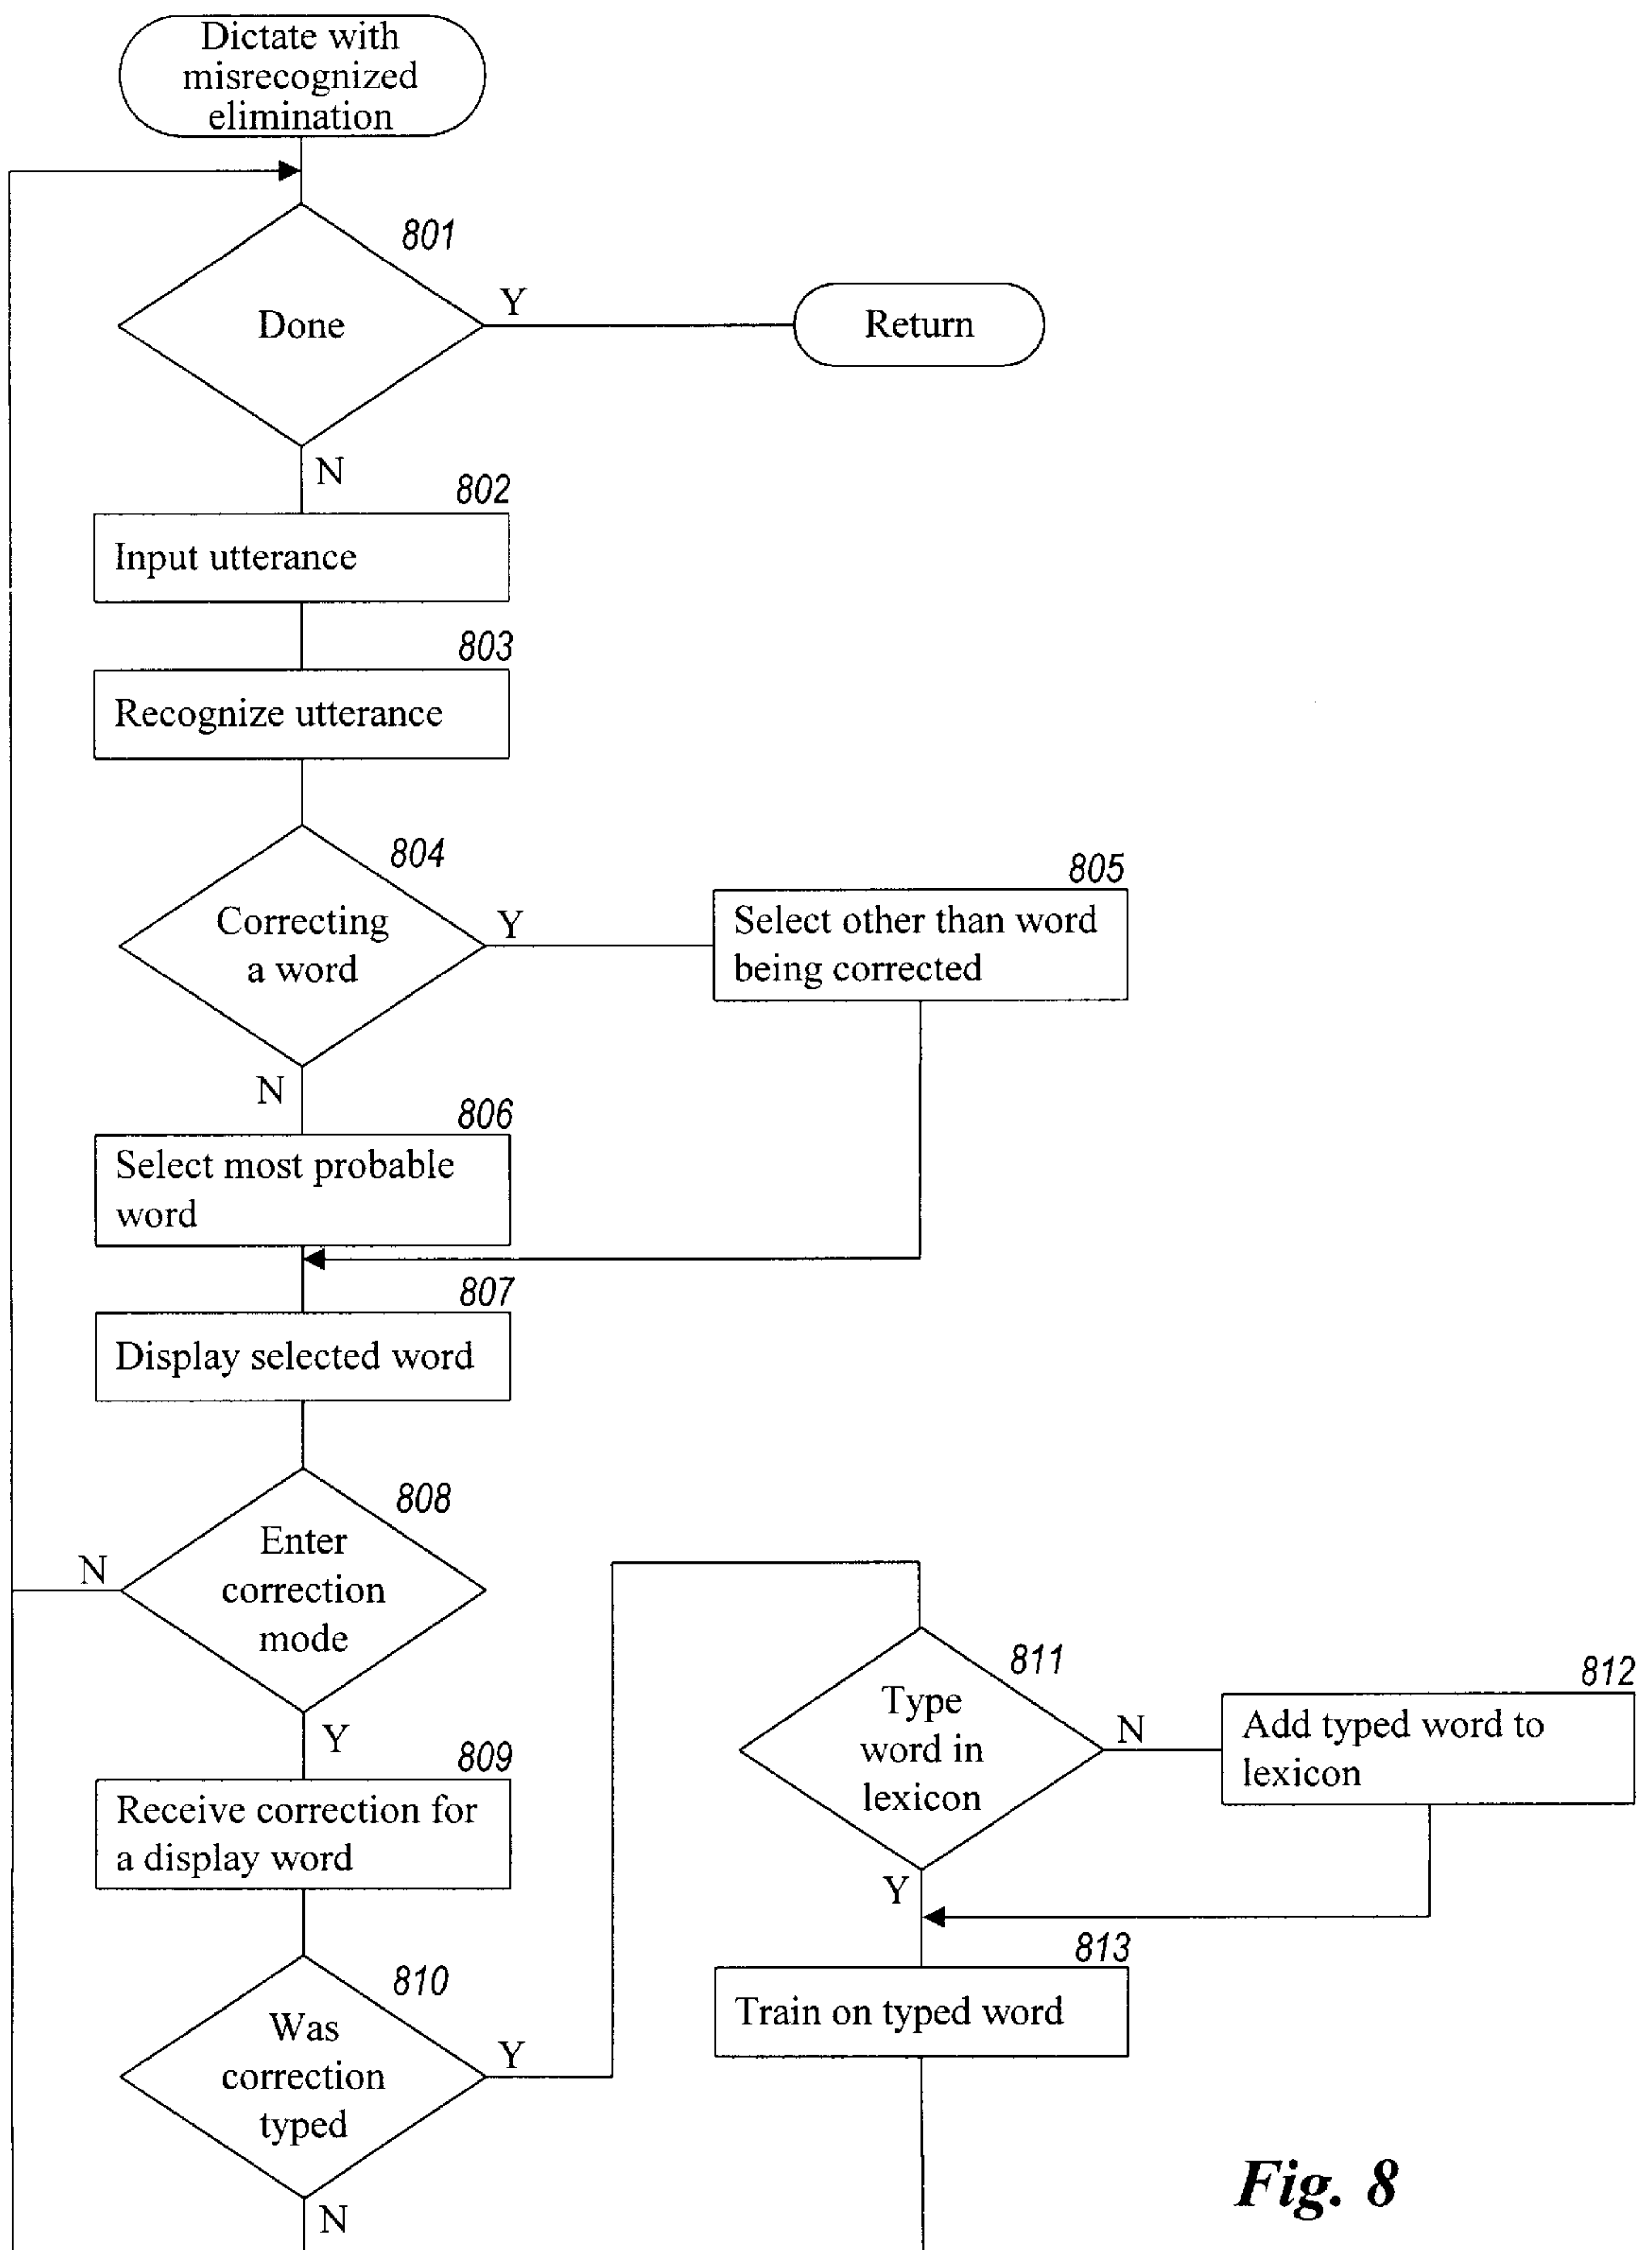 Dictate with
misrecognized
elimination
801
Done
Y
Return
N
802
Input utterance
803
Recognize utterance
804
Correcting
a word
Y
805
Select other than word
being corrected
N
806
Select most probable
word
807
Display selected word
808
Enter
correction
mode
N
Y
809
Receive correction for
a display word
810
Was
correction
typed
Y
N
811
Type
word in
lexicon
N
812
Add typed word to
lexicon
Y
813
Train on typed word
Fig. 8